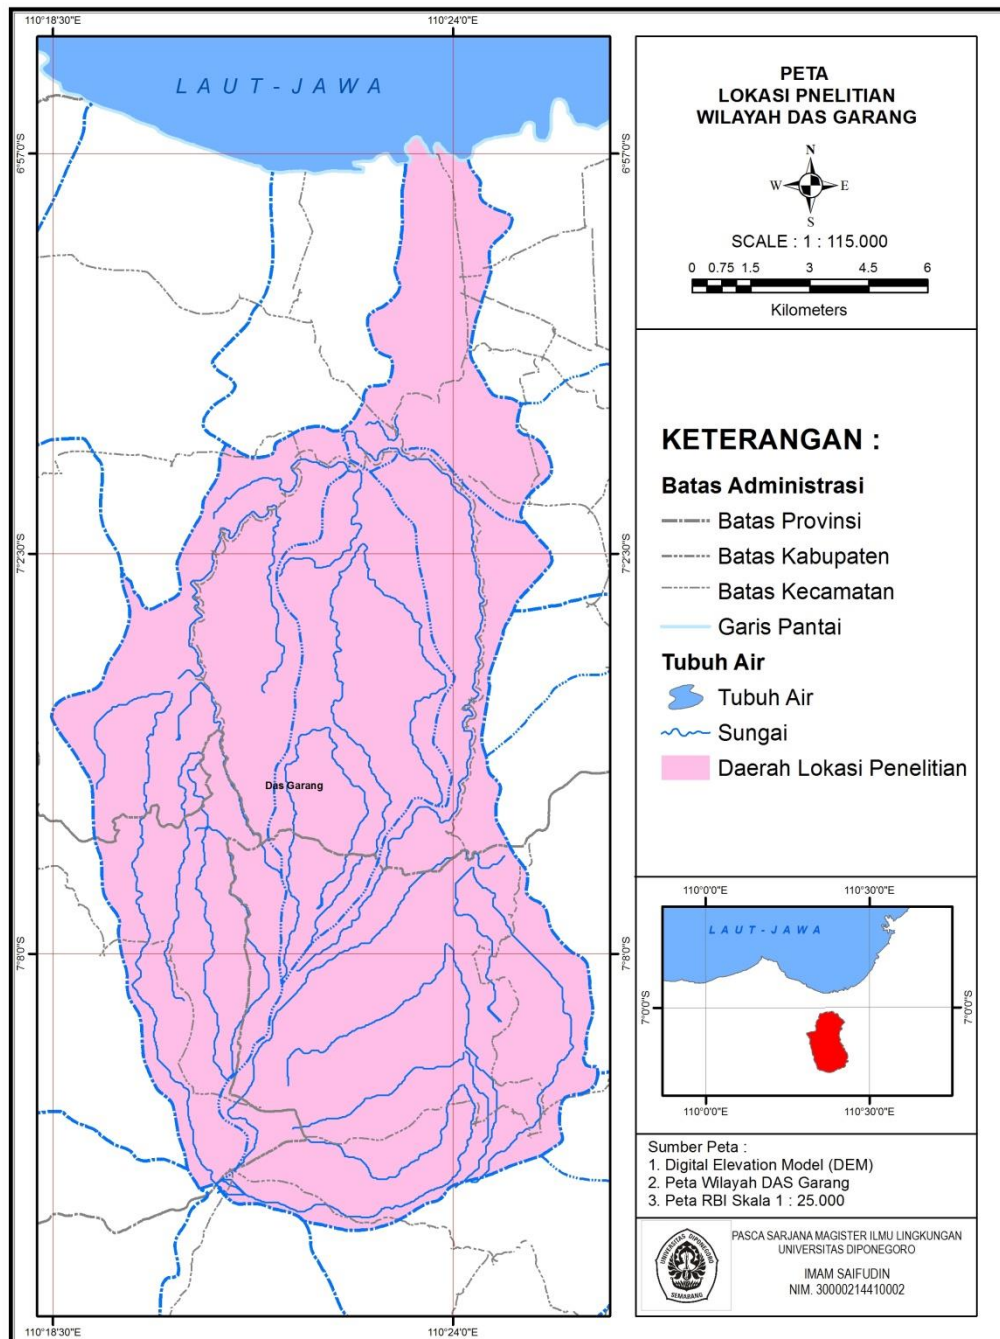 110°18'30"E
110°24'0"E
LAUT-JAWA
6°57'0"S
6°57'0"S
7°2'30"S
7°2'30"S
Das Garang
7°8'0"S
7°8'0"S
110°18'30"E
110°24'0"E
PETA
LOKASI PNELITIAN
WILAYAH DAS GARANG
N
W
E
S
SCALE : 1 : 115.000
0 0.75 1.5 3 4.5 6
Kilometers
KETERANGAN :
Batas Administrasi
Batas Provinsi
Batas Kabupaten
Batas Kecamatan
Garis Pantai
Tubuh Air
Tubuh Air
Sungai
Daerah Lokasi Penelitian
110°0'0"E
110°30'0"E
LAUT-JAWA
7°0'0"S
7°0'0"S
110°0'0"E
110°30'0"E
Sumber Peta :
1. Digital Elevation Model (DEM)
2. Peta Wilayah DAS Garang
3. Peta RBI Skala 1 : 25.000
UNIVERSITAS DIPONEGORO
SEMARANG
PASCA SARJANA MAGISTER ILMU LINGKUNGAN
UNIVERSITAS DIPONEGORO
IMAM SAIFUDIN
NIM. 30000214410002